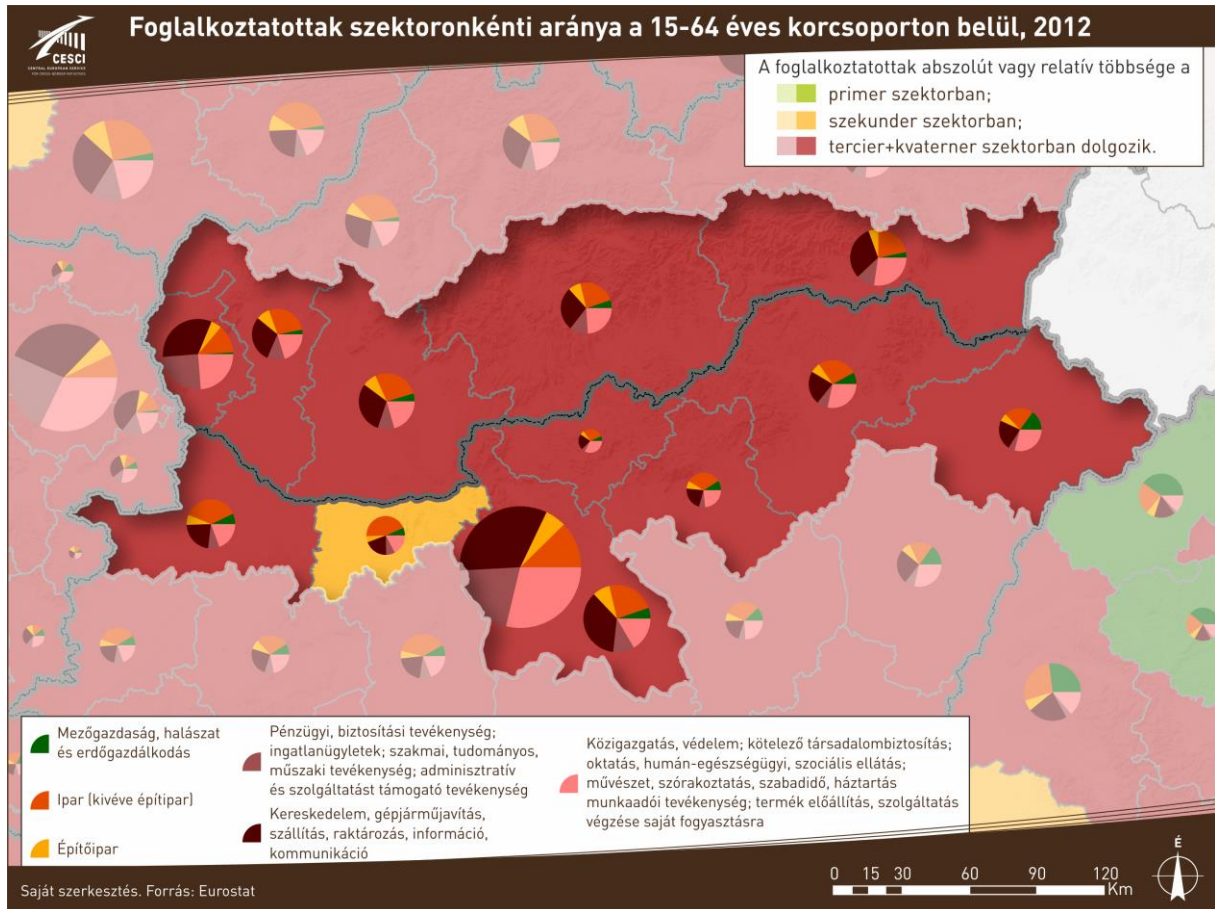 Foglalkoztatottak szektoronkénti aránya a 15-64 éves korcsoporton belül, 2012
CESCI
CENTRAL EUROPEAN SERVICE
A foglalkoztatottak abszolút vagy relatív többsége a
primer szektorban;
szekunder szektorban;
tercier+kvaterner szektorban dolgozik.
Mezőgazdaság, halászat
és erdőgazdálkodás
Ipar (kivéve építipar)
Építőipar
Pénzügyi, biztosítási tevékenység;
ingatlanügyletek; szakmai, tudományos,
műszaki tevékenység; adminisztratív
és szolgáltatást támogató tevékenység
Kereskedelem, gépjárműjavítás,
szállítás, raktározás, információ,
kommunikáció
Közigazgatás, védelem; kötelező társadalombiztosítás;
oktatás, humán-egészségügyi, szociális ellátás;
művészet, szórakoztatás, szabadidő, háztartás
munkaadói tevékenység; termék előállítás, szolgáltatás
végzése saját fogyasztásra
Saját szerkesztés. Forrás: Eurostat
0 15 30 60 90 120
Km
É